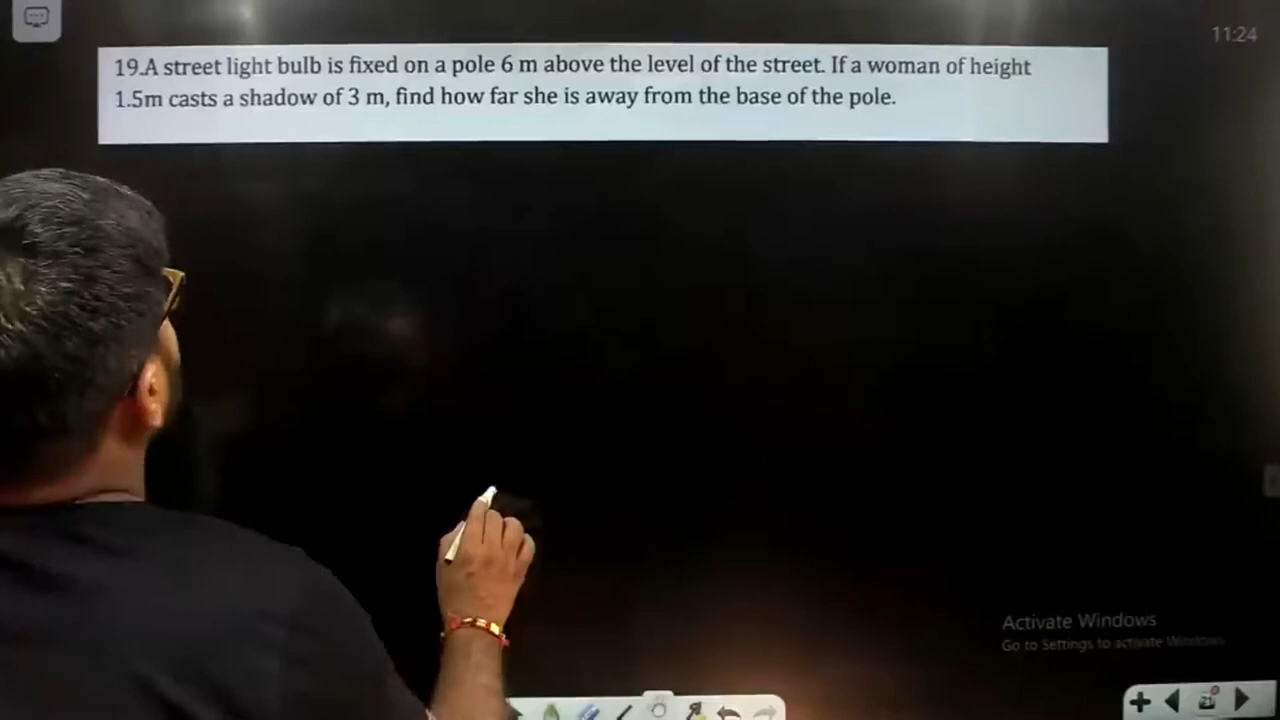 11:24
19.A street light bulb is fixed on a pole 6 m above the level of the street. If a woman of height
1.5m casts a shadow of 3 m, find how far she is away from the base of the pole.
Activate Windows
Go to Settings to activate Windows.
21